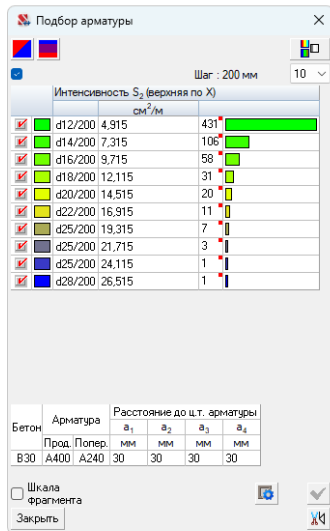 Подбор арматуры
Шаг : 200 мм
10
Интенсивность S₂ (верхняя по X)
см²/м
d12/200 4,915 431
d14/200 7,315 106
d16/200 9,715 58
d18/200 12,115 31
d20/200 14,515 20
d22/200 16,915 11
d25/200 19,315 7
d25/200 21,715 3
d25/200 24,115 1
d28/200 26,515 1
Бетон Арматура Расстояние до ц.т. арматуры
a₁ a₂ a₃ a₄
Прод. Попер. мм мм мм мм
B30 A400 A240 30 30 30 30
Шкала
фрагмента
Закрыть